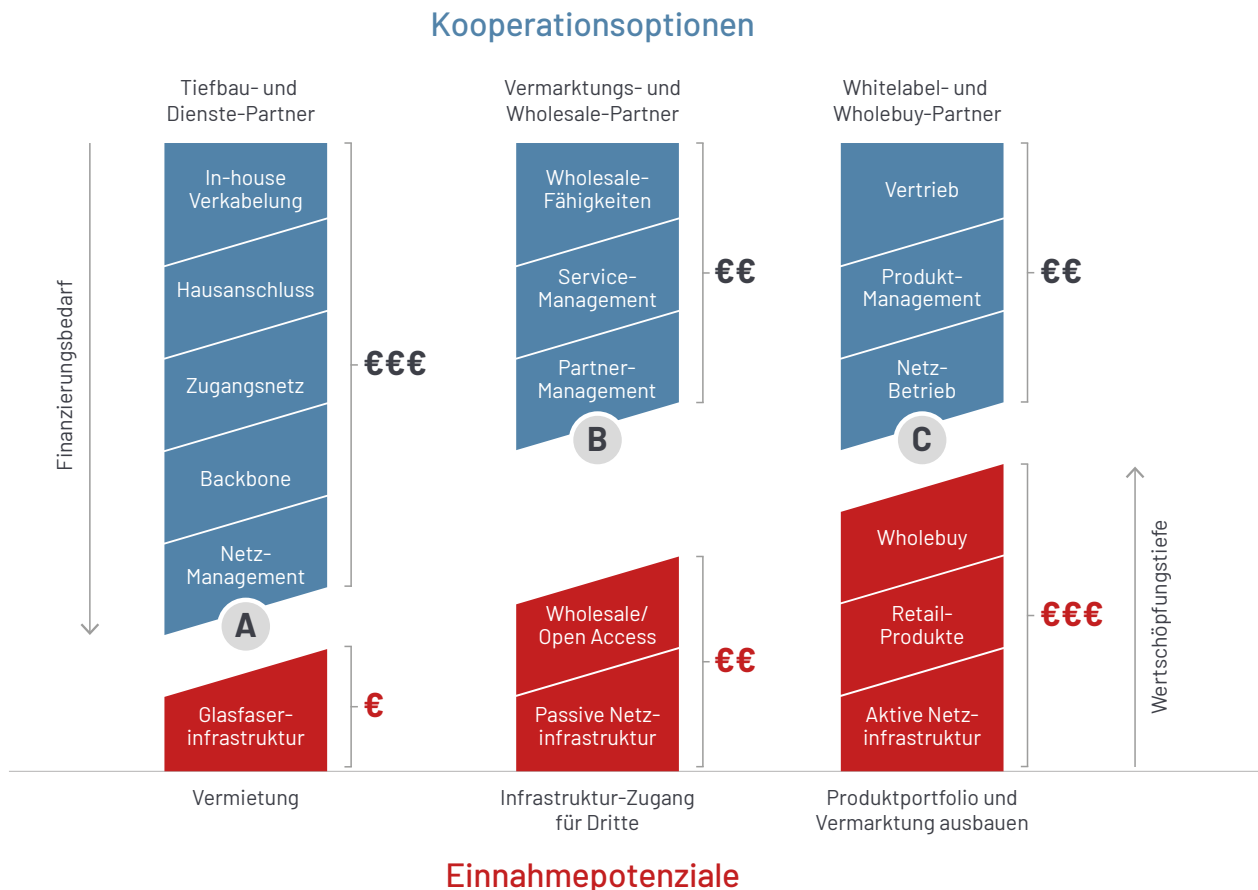 Kooperationsoptionen
Tiefbau- und
Dienste-Partner
Vermarktungs- und
Wholesale-Partner
Whitelabel- und
Wholebuy-Partner
Finanzierungsbedarf
In-house
Verkabelung
Hausanschluss
Zugangsnetz
Backbone
Netz-
Management
A
€€€
Glasfaser-
infrastruktur
€
Wholesale-
Fähigkeiten
Service-
Management
Partner-
Management
B
€€
Wholesale/
Open Access
Passive Netz-
infrastruktur
€€
Vertrieb
Produkt-
Management
Netz-
Betrieb
C
€€
Wholebuy
Retail-
Produkte
Aktive Netz-
infrastruktur
€€€
Wertschöpfungstiefe
Vermietung
Infrastruktur-Zugang
für Dritte
Produktportfolio und
Vermarktung ausbauen
Einnahmepotenziale